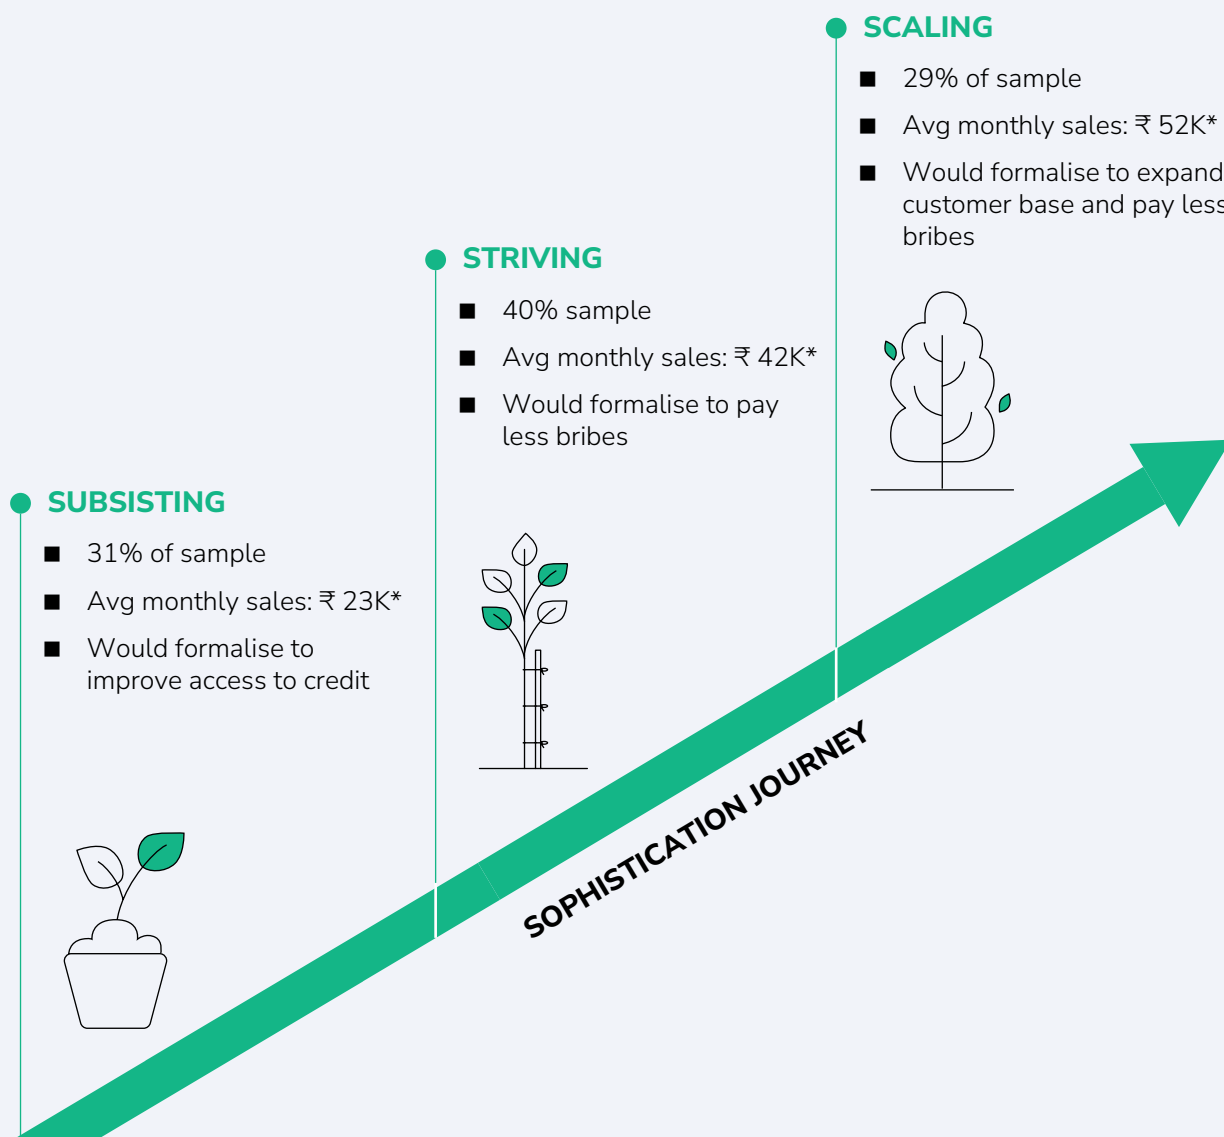 SCALING
■ 29% of sample
■ Avg monthly sales: ₹ 52K*
■ Would formalise to expand
customer base and pay less
bribes
STRIVING
■ 40% sample
■ Avg monthly sales: ₹ 42K*
■ Would formalise to pay
less bribes
SUBSISTING
■ 31% of sample
■ Avg monthly sales: ₹ 23K*
■ Would formalise to
improve access to credit
SOPHISTICATION JOURNEY